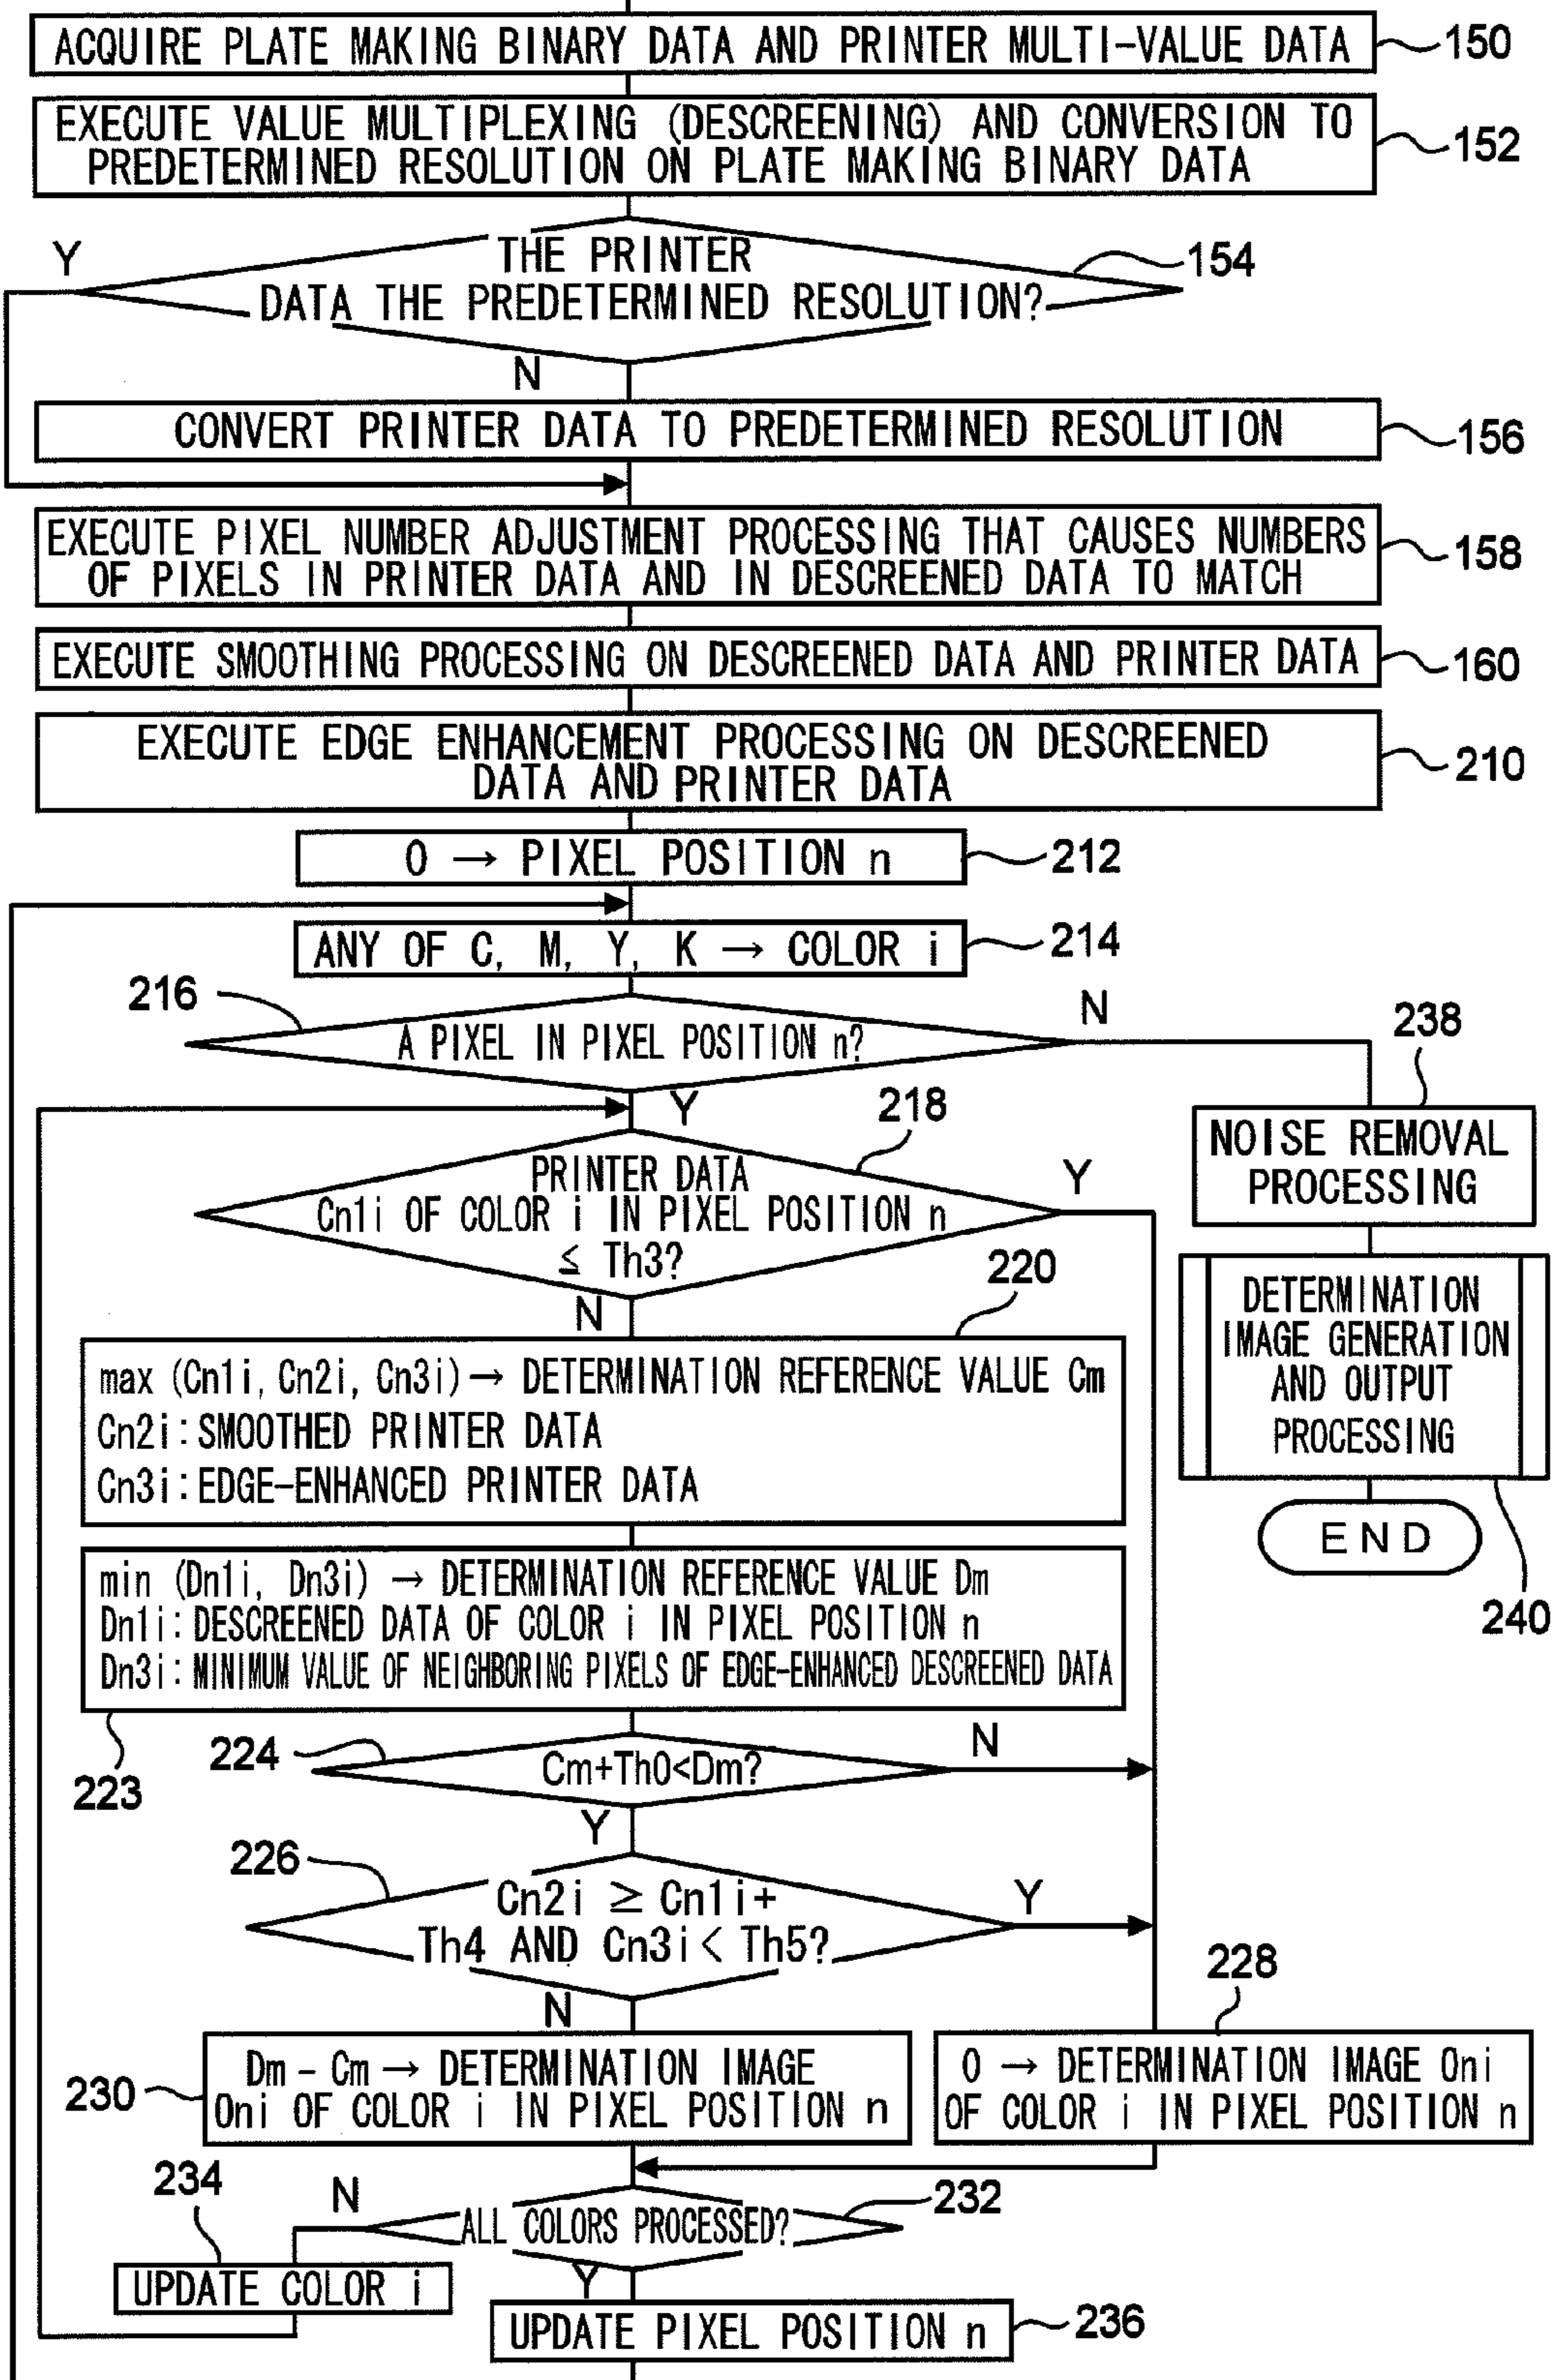 ACQUIRE PLATE MAKING BINARY DATA AND PRINTER MULTI-VALUE DATA
150
EXECUTE VALUE MULTIPLEXING (DESCREENING) AND CONVERSION TO
PREDETERMINED RESOLUTION ON PLATE MAKING BINARY DATA
152
Y
THE PRINTER
DATA THE PREDETERMINED RESOLUTION?
154
N
CONVERT PRINTER DATA TO PREDETERMINED RESOLUTION
156
EXECUTE PIXEL NUMBER ADJUSTMENT PROCESSING THAT CAUSES NUMBERS
OF PIXELS IN PRINTER DATA AND IN DESCREENED DATA TO MATCH
158
EXECUTE SMOOTHING PROCESSING ON DESCREENED DATA AND PRINTER DATA
160
EXECUTE EDGE ENHANCEMENT PROCESSING ON DESCREENED
DATA AND PRINTER DATA
210
0 → PIXEL POSITION n
212
ANY OF C, M, Y, K → COLOR i
214
216
A PIXEL IN PIXEL POSITION n?
N
Y
218
PRINTER DATA
Cn1i OF COLOR i IN PIXEL POSITION n
≤ Th3?
Y
N
220
max (Cn1i, Cn2i, Cn3i) → DETERMINATION REFERENCE VALUE Cm
Cn2i: SMOOTHED PRINTER DATA
Cn3i: EDGE-ENHANCED PRINTER DATA
min (Dn1i, Dn3i) → DETERMINATION REFERENCE VALUE Dm
Dn1i: DESCREENED DATA OF COLOR i IN PIXEL POSITION n
Dn3i: MINIMUM VALUE OF NEIGHBORING PIXELS OF EDGE-ENHANCED DESCREENED DATA
223
224
Cm+Th0<Dm?
N
Y
226
Cn2i ≥ Cn1i+
Th4 AND Cn3i < Th5?
Y
N
Dm - Cm → DETERMINATION IMAGE
Oni OF COLOR i IN PIXEL POSITION n
230
228
0 → DETERMINATION IMAGE Oni
OF COLOR i IN PIXEL POSITION n
ALL COLORS PROCESSED?
232
N
234
UPDATE COLOR i
Y
UPDATE PIXEL POSITION n
236
238
NOISE REMOVAL
PROCESSING
DETERMINATION
IMAGE GENERATION
AND OUTPUT
PROCESSING
240
END